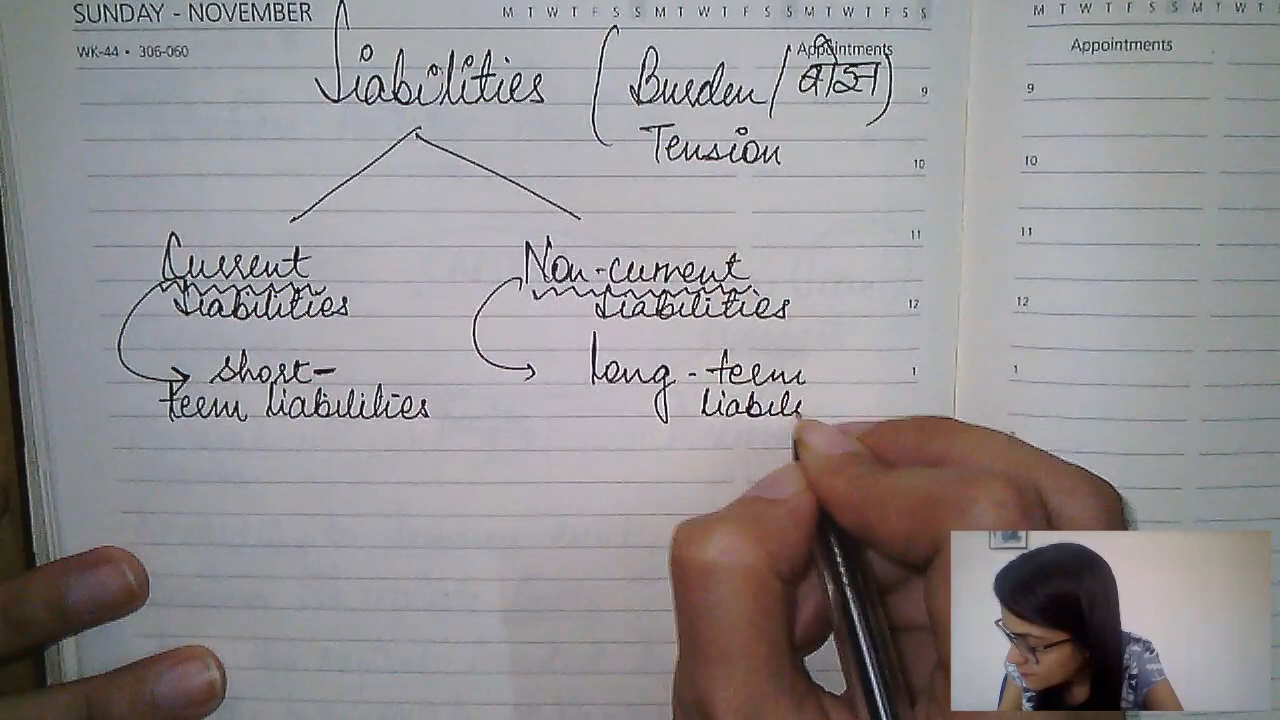 SUNDAY - NOVEMBER
M T W T F S S M T W T F S S M T W T F S S
M T W T F S S M T W T
WK-44 • 306-060
Appointments
Appointments
Liabilities (Burden/बोझ)
Tension
9
9
10
10
11
11
Current
Liabilities
Non-current
Liabilities
12
12
short-
term liabilities
long-term
liabili
1
1